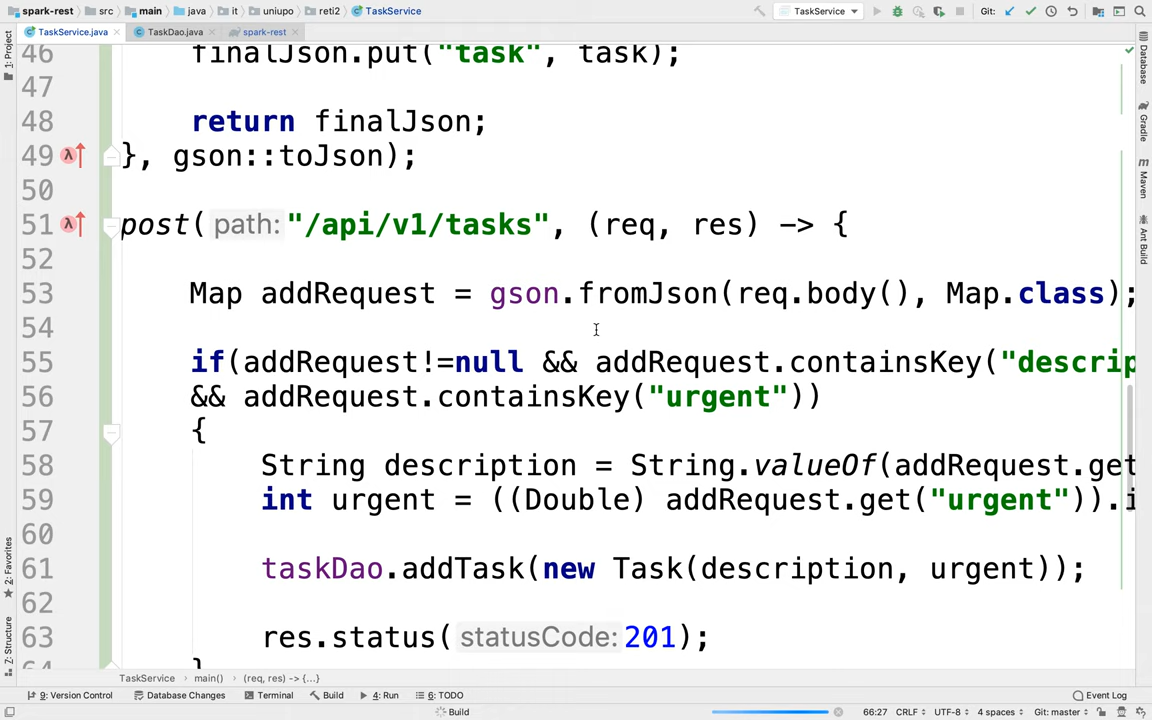 spark-rest src main java it uniupo reti2 TaskService TaskService Git:
TaskService.java TaskDao.java spark-rest
46 finalJson.put("task", task);
47
48 return finalJson;
49 }, gson::toJson);
50
51 post( path: "/api/v1/tasks", (req, res) -> {
52
53 Map addRequest = gson.fromJson(req.body(), Map.class);
54
55 if(addRequest!=null && addRequest.containsKey("descrip
56 && addRequest.containsKey("urgent"))
57 {
58 String description = String.valueOf(addRequest.get
59 int urgent = ((Double) addRequest.get("urgent")).i
60
61 taskDao.addTask(new Task(description, urgent));
62
63 res.status( statusCode: 201);
64 }
1: Project
2: Favorites
Z: Structure
Database
Gradle
Maven
Ant Build
TaskService main() (req, res) -> {...}
9: Version Control Database Changes Terminal Build 4: Run 6: TODO Event Log
Build 66:27 CRLF UTF-8 4 spaces Git: master